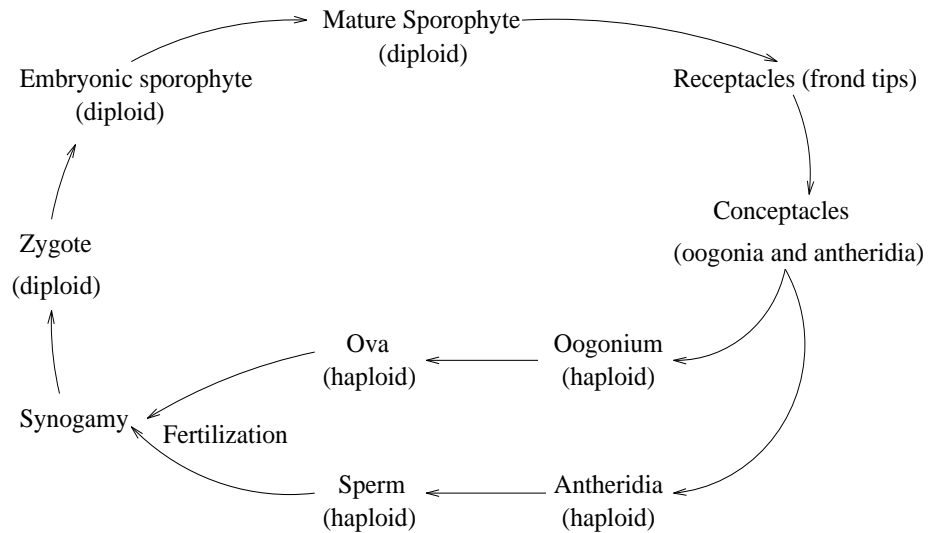 Mature Sporophyte
(diploid)
Embryonic sporophyte
(diploid)
Receptacles (frond tips)
Conceptacles
(oogonia and antheridia)
Zygote
(diploid)
Ova
(haploid)
Oogonium
(haploid)
Synogamy
Fertilization
Sperm
(haploid)
Antheridia
(haploid)